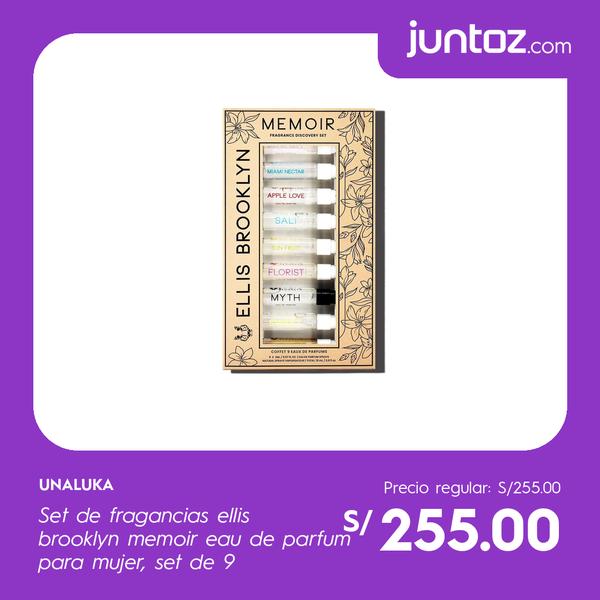 juntoz.com
MEMOIR
FRAGRANCE DISCOVERY SET
ELLIS BROOKLYN
MIAMI NECTAR
APPLE LOVE
SALT
SUN FRUIT
FLORIST
MYTH
COFFRET 9 EAUX DE PARFUMS
UNALUKA
Precio regular: S/255.00
Set de fragancias ellis
brooklyn memoir eau de parfum
para mujer, set de 9
S/ 255.00